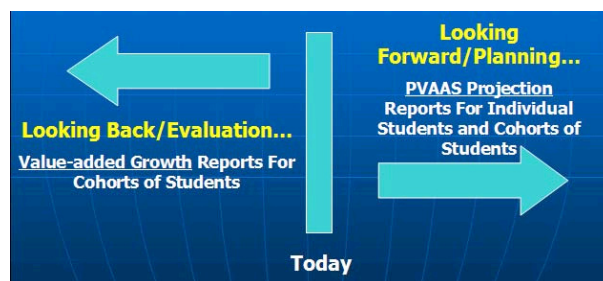 Looking
Forward/Planning...
PVAAS Projection
Reports For Individual
Students and Cohorts of
Students
Looking Back/Evaluation...
Value-added Growth Reports For
Cohorts of Students
Today